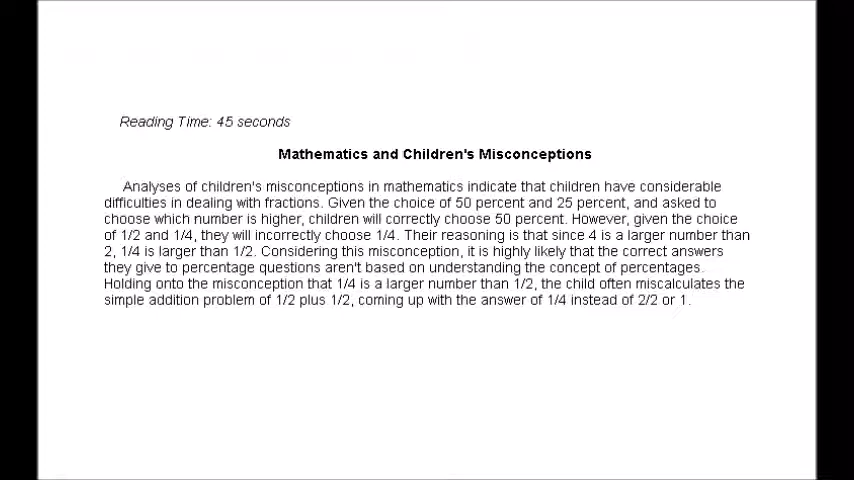 Reading Time: 45 seconds
Mathematics and Children's Misconceptions
Analyses of children's misconceptions in mathematics indicate that children have considerable
difficulties in dealing with fractions. Given the choice of 50 percent and 25 percent, and asked to
choose which number is higher, children will correctly choose 50 percent. However, given the choice
of 1/2 and 1/4, they will incorrectly choose 1/4. Their reasoning is that since 4 is a larger number than
2, 1/4 is larger than 1/2. Considering this misconception, it is highly likely that the correct answers
they give to percentage questions aren't based on understanding the concept of percentages.
Holding onto the misconception that 1/4 is a larger number than 1/2, the child often miscalculates the
simple addition problem of 1/2 plus 1/2, coming up with the answer of 1/4 instead of 2/2 or 1.